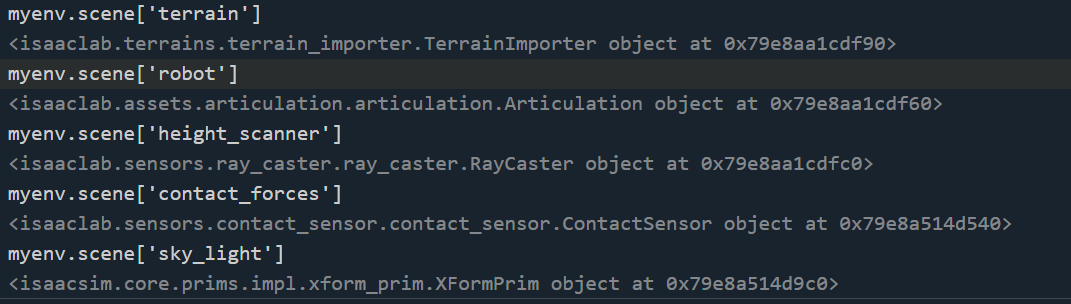 myenv.scene['terrain']
<isaaclab.terrains.terrain_importer.TerrainImporter object at 0x79e8aa1cdf90>
myenv.scene['robot']
<isaaclab.assets.articulation.articulation.Articulation object at 0x79e8aa1cdf60>
myenv.scene['height_scanner']
<isaaclab.sensors.ray_caster.ray_caster.RayCaster object at 0x79e8aa1cdfc0>
myenv.scene['contact_forces']
<isaaclab.sensors.contact_sensor.contact_sensor.ContactSensor object at 0x79e8a514d540>
myenv.scene['sky_light']
<isaacsim.core.prims.impl.xform_prim.XFormPrim object at 0x79e8a514d9c0>